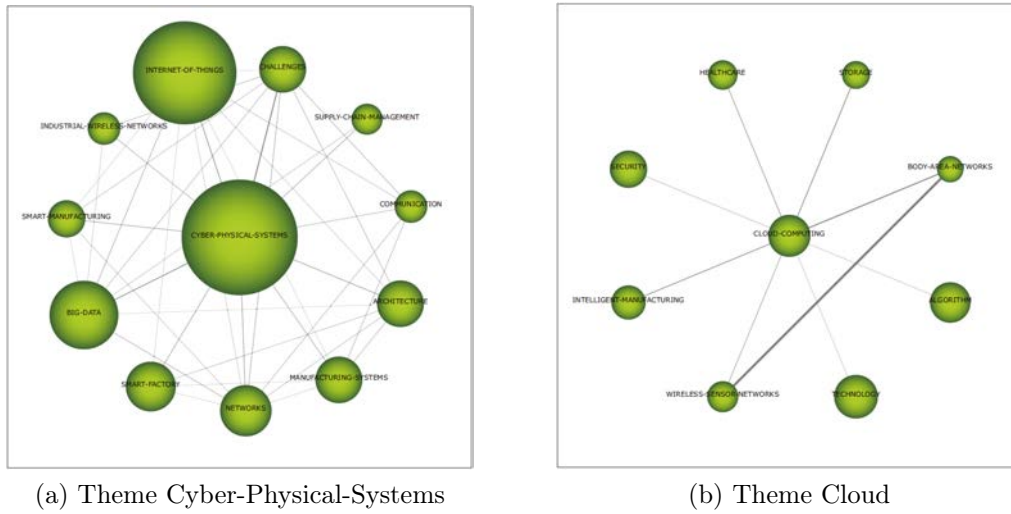 INTERNET-OF-THINGS
CHALLENGES
SUPPLY-CHAIN-MANAGEMENT
INDUSTRIAL-WIRELESS-NETWORKS
COMMUNICATION
SMART-MANUFACTURING
CYBER-PHYSICAL-SYSTEMS
ARCHITECTURE
BIG-DATA
MANUFACTURING-SYSTEMS
SMART-FACTORY
NETWORKS
(a) Theme Cyber-Physical-Systems
HEALTHCARE
STORAGE
SECURITY
BODY-AREA-NETWORKS
CLOUD-COMPUTING
INTELLIGENT-MANUFACTURING
ALGORITHM
WIRELESS-SENSOR-NETWORKS
TECHNOLOGY
(b) Theme Cloud